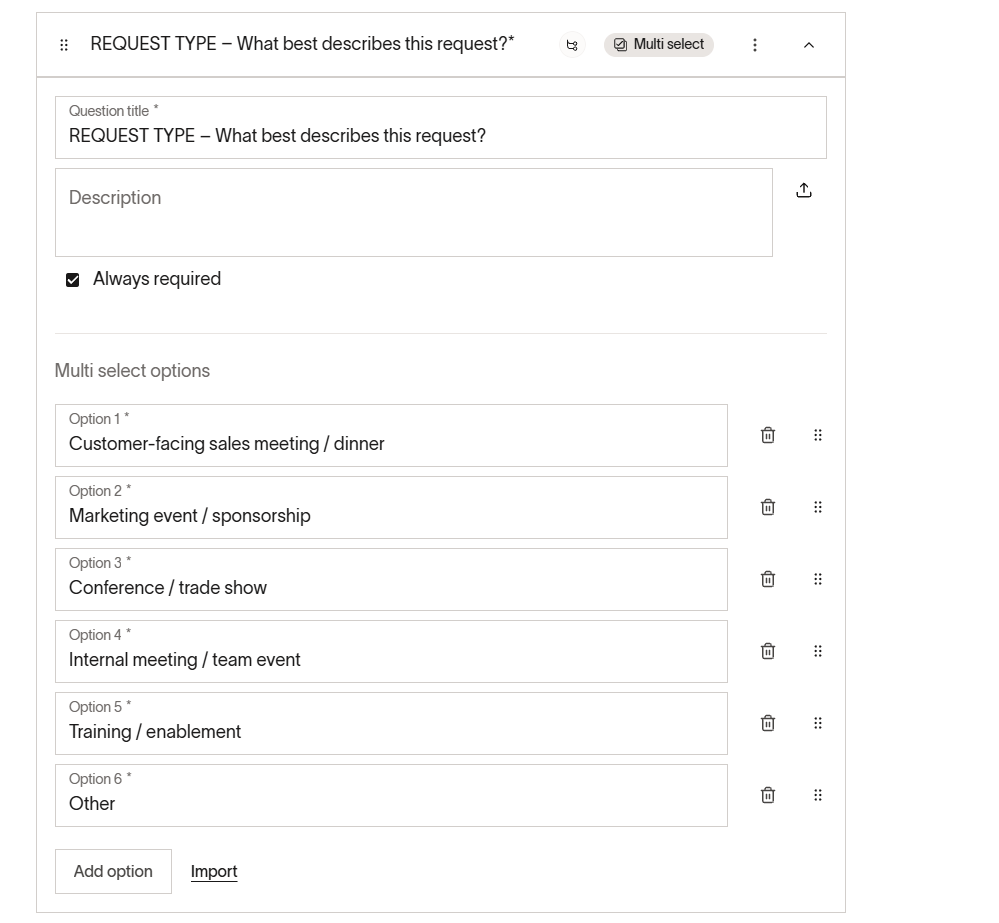 REQUEST TYPE – What best describes this request?*
Multi select
Question title *
REQUEST TYPE – What best describes this request?
Description
Always required
Multi select options
Option 1 *
Customer-facing sales meeting / dinner
Option 2 *
Marketing event / sponsorship
Option 3 *
Conference / trade show
Option 4 *
Internal meeting / team event
Option 5 *
Training / enablement
Option 6 *
Other
Add option
Import